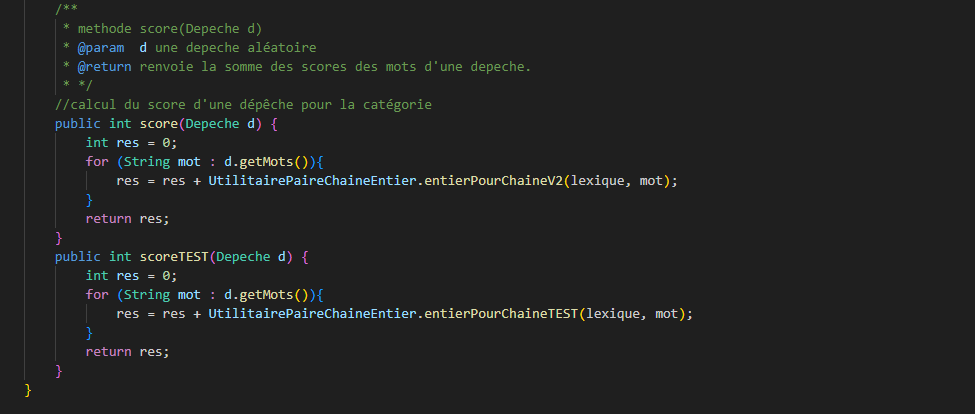 /**
 * methode score(Depeche d)
 * @param  d une depeche aléatoire
 * @return renvoie la somme des scores des mots d'une depeche.
 * */
//calcul du score d'une dépêche pour la catégorie
public int score(Depeche d) {
    int res = 0;
    for (String mot : d.getMots()){
        res = res + UtilitairePaireChaineEntier.entierPourChaineV2(lexique, mot);
    }
    return res;
}
public int scoreTEST(Depeche d) {
    int res = 0;
    for (String mot : d.getMots()){
        res = res + UtilitairePaireChaineEntier.entierPourChaineTEST(lexique, mot);
    }
    return res;
}
}